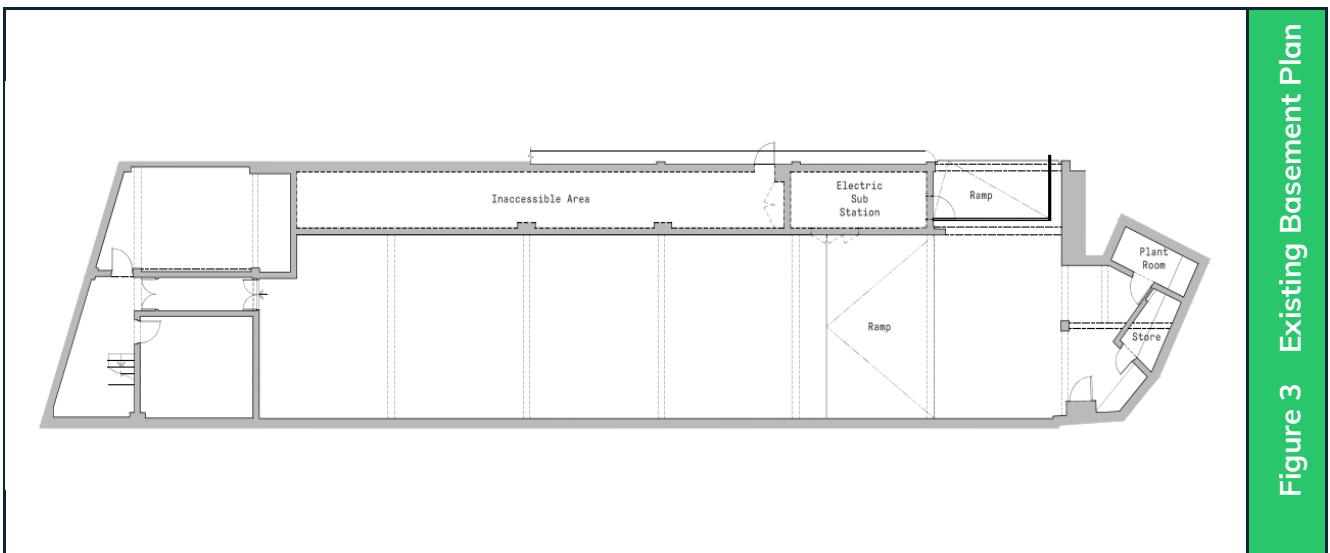 Inaccessible Area
Electric
Sub
Station
Ramp
Plant
Room
Ramp
Store
Figure 3 Existing Basement Plan